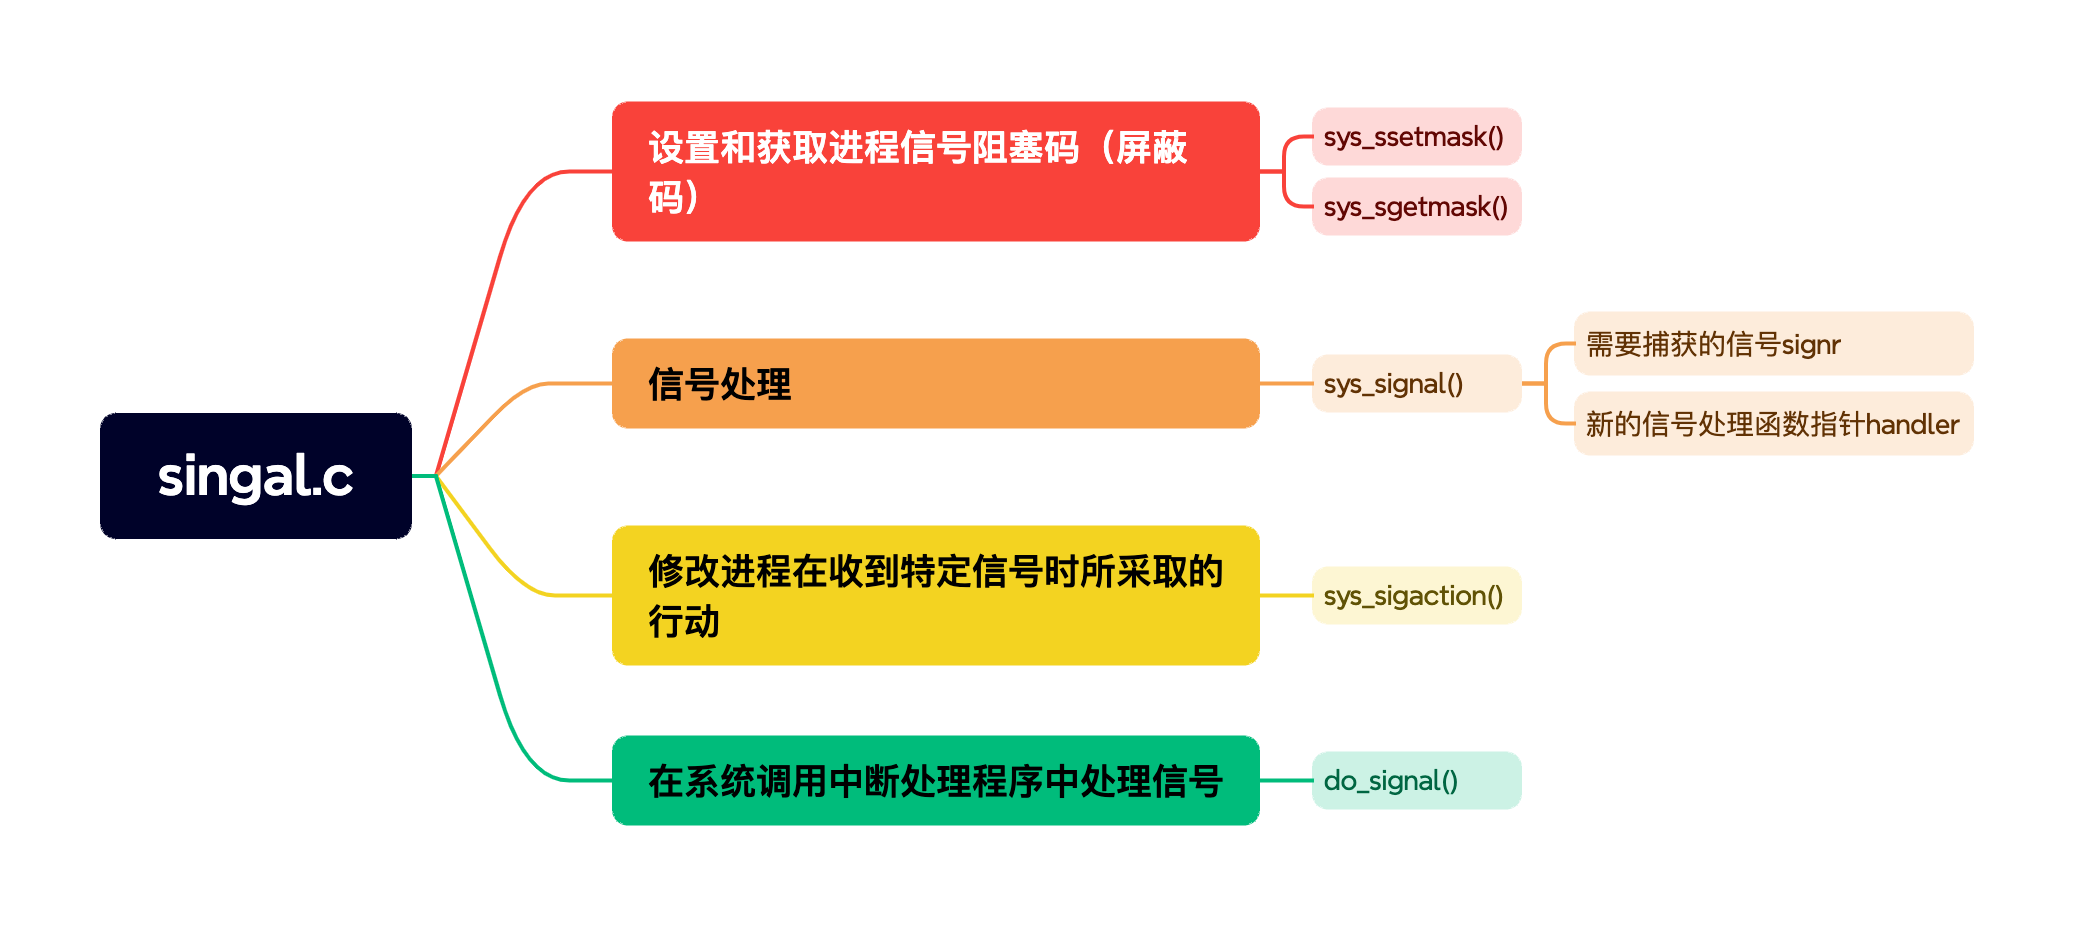 singal.c
设置和获取进程信号阻塞码（屏蔽
码）
sys_ssetmask()
sys_sgetmask()
信号处理
sys_signal()
需要捕获的信号signr
新的信号处理函数指针handler
修改进程在收到特定信号时所采取的
行动
sys_sigaction()
在系统调用中断处理程序中处理信号
do_signal()